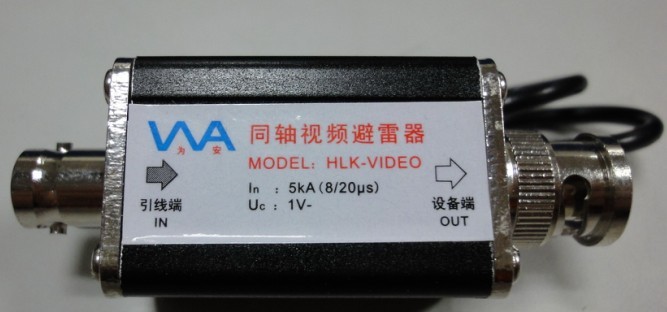 WA
为 安
同轴视频避雷器
MODEL: HLK-VIDEO
In : 5kA(8/20μs)
Uc : 1V-
引线端
IN
设备端
OUT